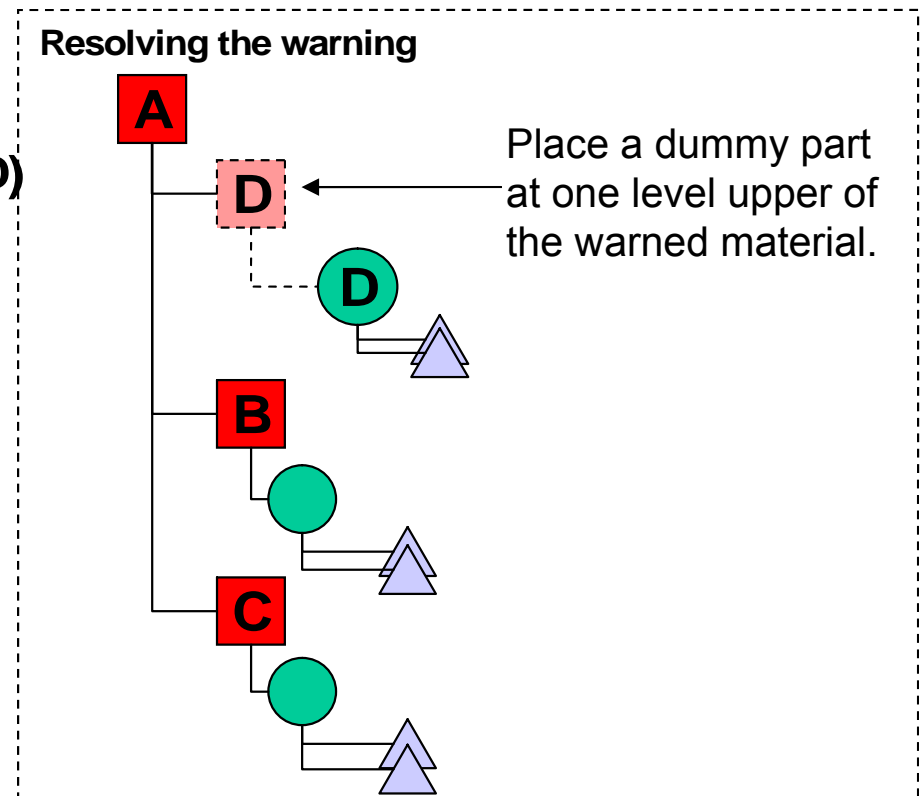 Resolving the warning
A
)
D
Place a dummy part
at one level upper of
the warned material.
D
B
C